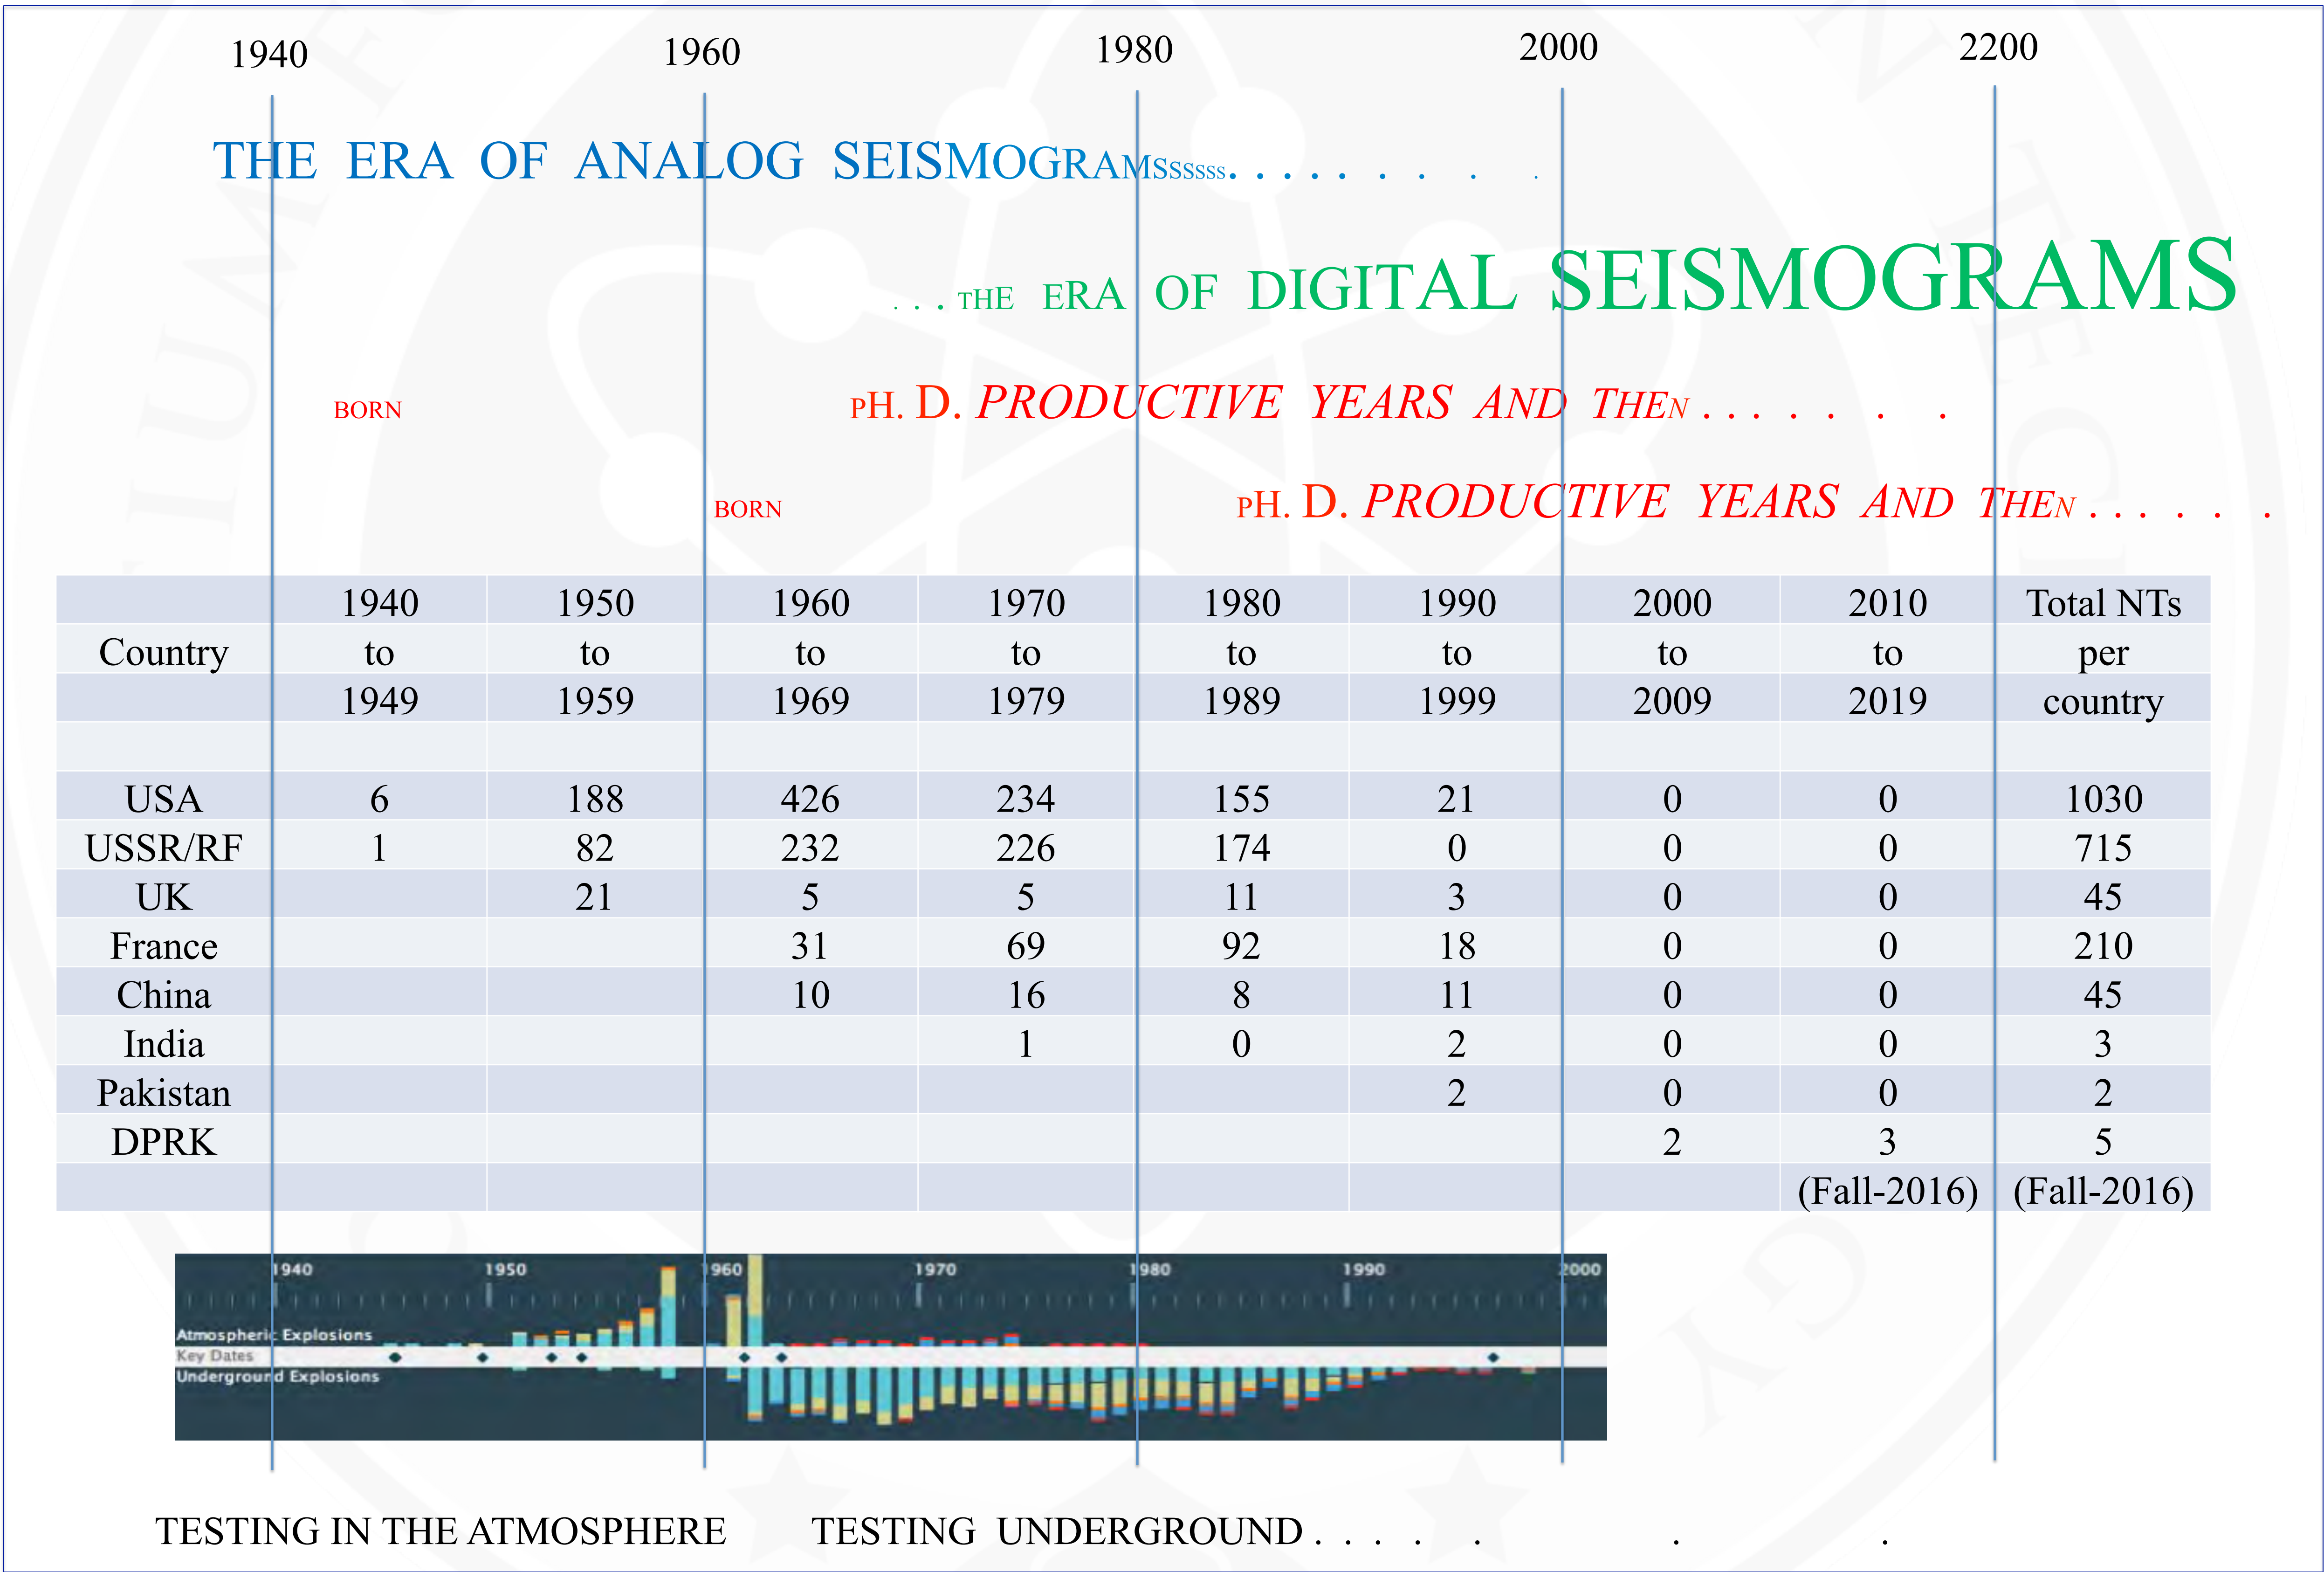 1940 1960 1980 2000 2200
THE ERA OF ANALOG SEISMOGRAMSSSSSS. . . . . . . . . .
. . . THE ERA OF DIGITAL SEISMOGRAMS
BORN PH. D. PRODUCTIVE YEARS AND THEN . . . . . . .
BORN PH. D. PRODUCTIVE YEARS AND THEN . . . . . .
1940 1950 1960 1970 1980 1990 2000 2010 Total NTs
Country to to to to to to to to per
1949 1959 1969 1979 1989 1999 2009 2019 country
USA 6 188 426 234 155 21 0 0 1030
USSR/RF 1 82 232 226 174 0 0 0 715
UK 21 5 5 11 3 0 0 45
France 31 69 92 18 0 0 210
China 10 16 8 11 0 0 45
India 1 0 2 0 0 3
Pakistan 2 0 0 2
DPRK 2 3 5
(Fall-2016) (Fall-2016)
1940 1950 1960 1970 1980 1990 2000
Atmospheric Explosions
Key Dates
Underground Explosions
TESTING IN THE ATMOSPHERE TESTING UNDERGROUND . . . . . . .